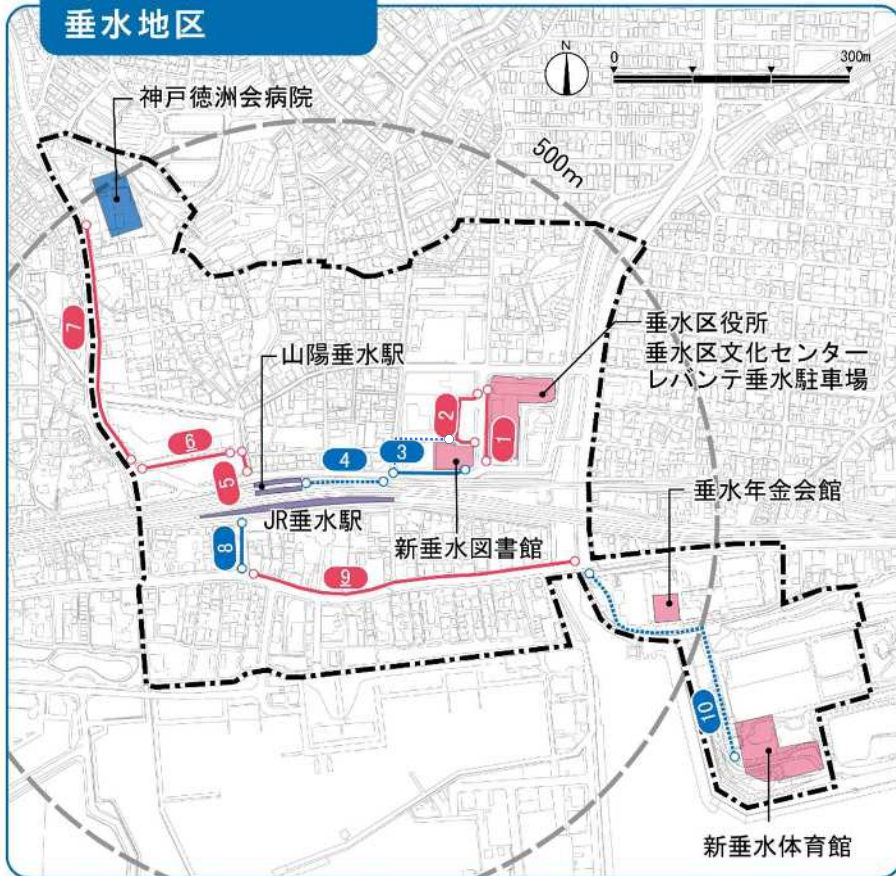 垂水地区
N
0
300m
神戸徳洲会病院
500m
7
山陽垂水駅
垂水区役所
垂水区文化センター
レバンテ垂水駐車場
2
1
6
3
4
5
垂水年金会館
JR垂水駅
新垂水図書館
8
9
10
新垂水体育館